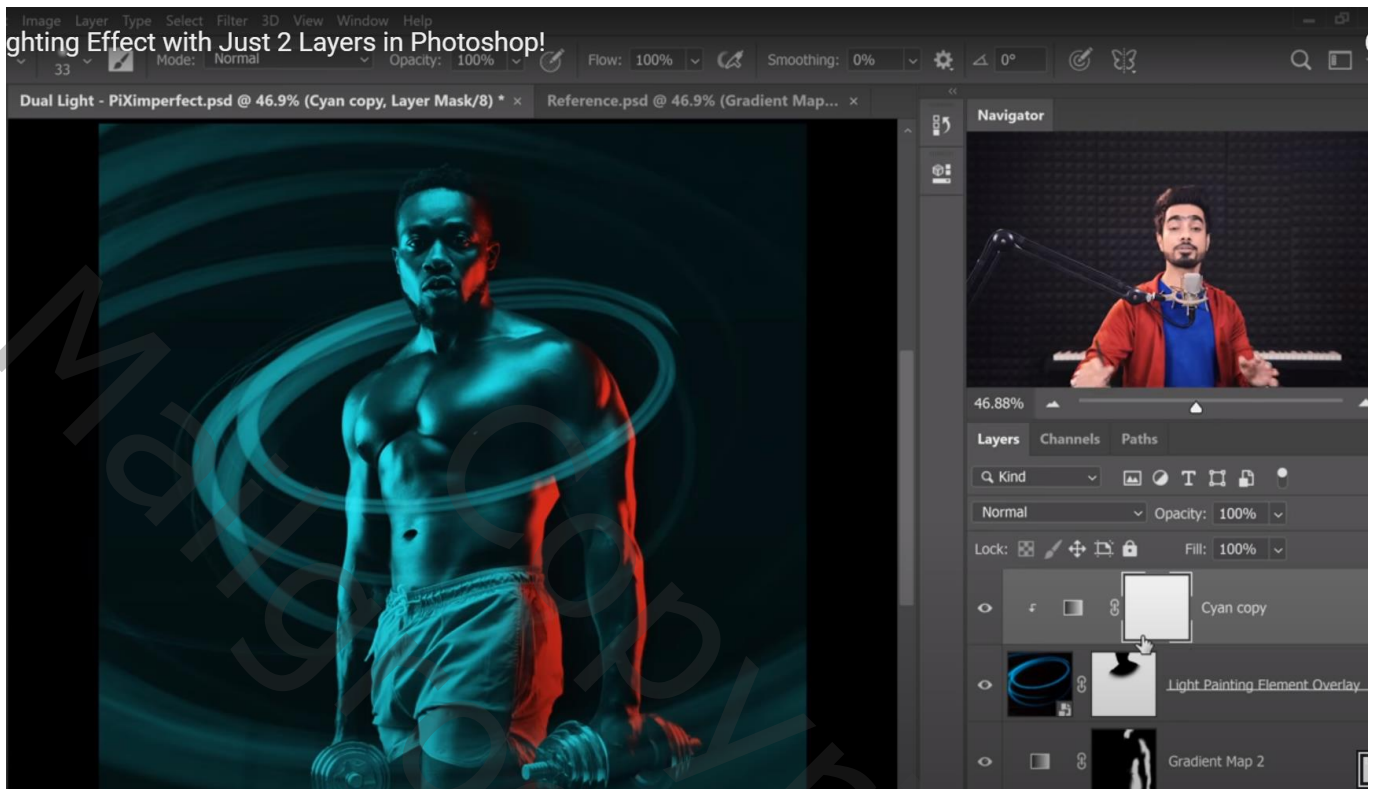 Image Layer Type Select Filter 3D View Window Help
ghting Effect with Just 2 Layers in Photoshop!
33 Mode: Normal Opacity: 100% Flow: 100% Smoothing: 0% 0°
Dual Light - PiXimperfect.psd @ 46.9% (Cyan copy, Layer Mask/8) * × Reference.psd @ 46.9% (Gradient Map... ×
Navigator
46.88%
Layers Channels Paths
Kind
Normal Opacity: 100%
Lock: Fill: 100%
Cyan copy
Light Painting Element Overlay
Gradient Map 2